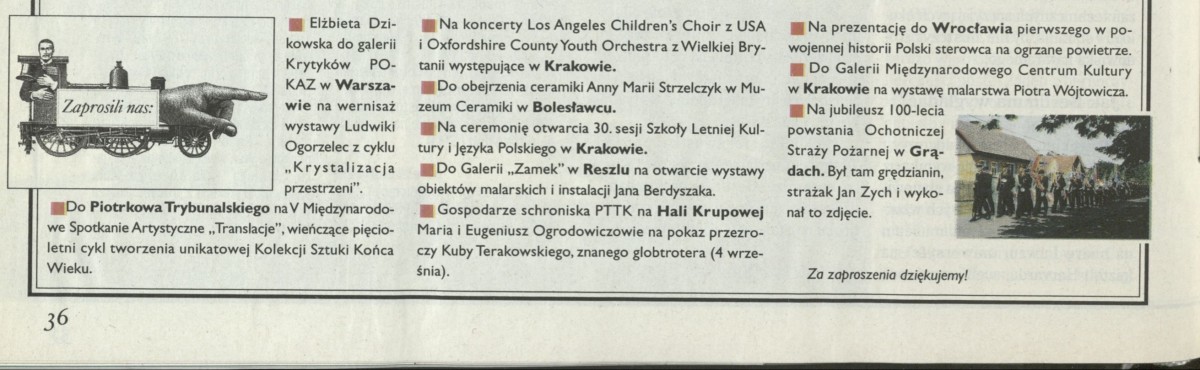 Zaprosili nas:
Elżbieta Dzi-
kowska do galerii
Krytyków PO-
KAZ w Warsza-
wie na wernisaż
wystawy Ludwiki
Ogorzelec z cyklu
„Krystalizacja
przestrzeni”.
Do Piotrkowa Trybunalskiego na V Międzynarodo-
we Spotkanie Artystyczne „Translacje”, wieńczące pięcio-
letni cykl tworzenia unikatowej Kolekcji Sztuki Końca
Wieku.
Na koncerty Los Angeles Children's Choir z USA
i Oxfordshire County Youth Orchestra z Wielkiej Bry-
tanii występujące w Krakowie.
Do obejrzenia ceramiki Anny Marii Strzelczyk w Mu-
zeum Ceramiki w Bolesławcu.
Na ceremonię otwarcia 30. sesji Szkoły Letniej Kul-
tury i Języka Polskiego w Krakowie.
Do Galerii „Zamek” w Reszlu na otwarcie wystawy
obiektów malarskich i instalacji Jana Berdyszaka.
Gospodarze schroniska PTTK na Hali Krupowej
Maria i Eugeniusz Ogrodowiczowie na pokaz przezro-
czy Kuby Terakowskiego, znanego globtrotera (4 wrze-
śnia).
Na prezentację do Wrocławia pierwszego w po-
wojennej historii Polski sterowca na ogrzane powietrze.
Do Galerii Międzynarodowego Centrum Kultury
w Krakowie na wystawę malarstwa Piotra Wójtowicza.
Na jubileusz 100-lecia
powstania Ochotniczej
Straży Pożarnej w Grą-
dach. Był tam grędzianin,
strażak Jan Zych i wyko-
nał to zdjęcie.
Za zaproszenia dziękujemy!
36